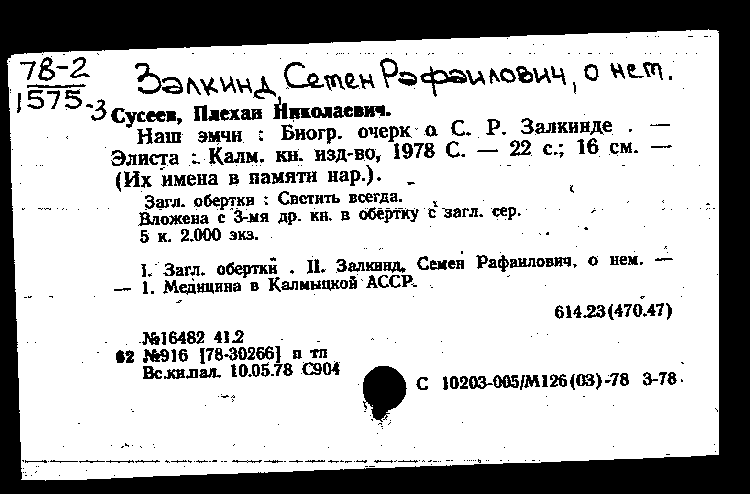 78-2
1575-3
Залкинд, Семен Рафаилович, о нем.
Сусеев, Плехан Николаевич.
Наш эмчи : Биогр. очерк о С. Р. Залкинде . —
Элиста : Калм. кн. изд-во, 1978 С. — 22 с.; 16 см. —
(Их имена в памяти нар.).
Загл. обертки : Светить всегда.
Вложена с 3-мя др. кн. в обертку с загл. сер.
5 к. 2.000 экз.
I. Загл. обертки . II. Залкинд, Семен Рафаилович, о нем. —
— 1. Медицина в Калмыцкой АССР.
614.23(470.47)
№16482 41.2
62 №916 [78-30266] п тп
Вс.кн.пал. 10.05.78 С904
С 10203-005/М126(03)-78 3-78.